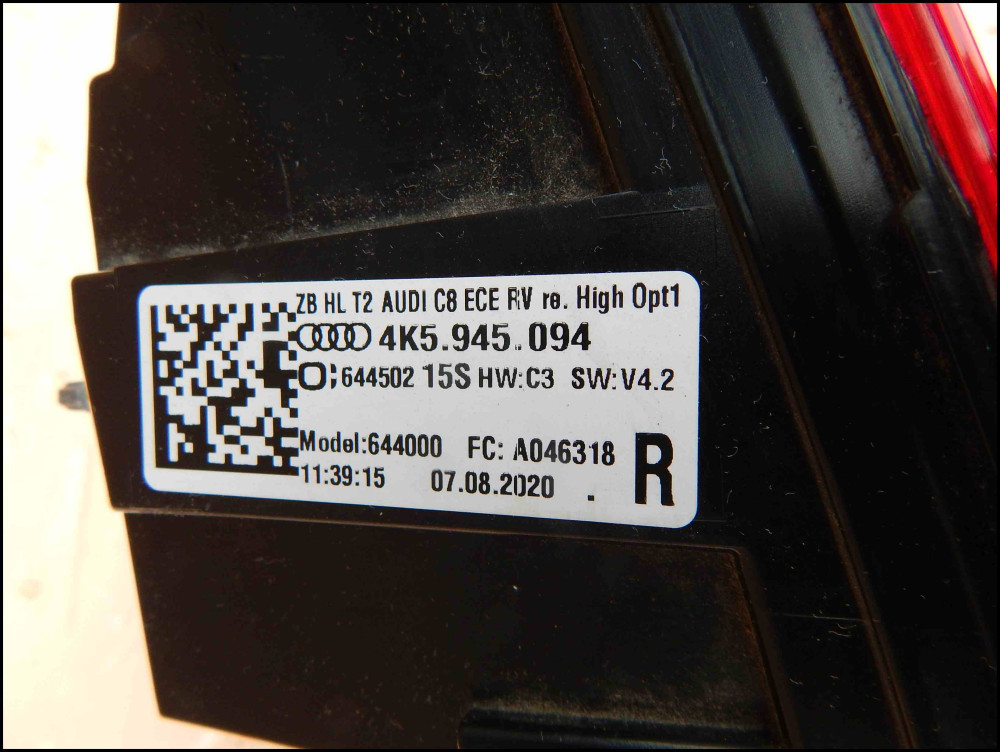 ZB HL T2 AUDI C8 ECE RV re. High Opt1
4K5.945.094
644502 15S HW:C3 SW:V4.2
Model:644000 FC: A046318
11:39:15 07.08.2020 . R